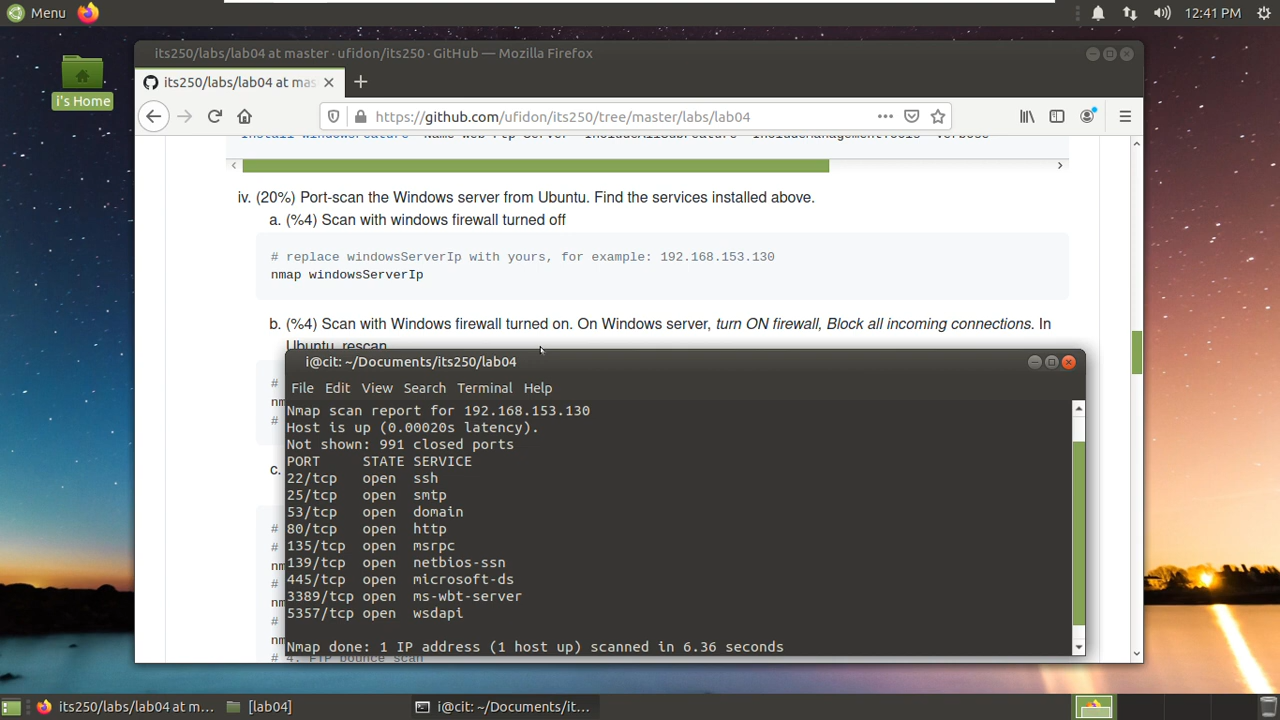 Menu
12:41 PM
i's Home
its250/labs/lab04 at master · ufidon/its250 · GitHub — Mozilla Firefox
its250/labs/lab04 at mas
https://github.com/ufidon/its250/tree/master/labs/lab04
iv. (20%) Port-scan the Windows server from Ubuntu. Find the services installed above.
a. (%4) Scan with windows firewall turned off
# replace windowsServerIp with yours, for example: 192.168.153.130
nmap windowsServerIp
b. (%4) Scan with Windows firewall turned on. On Windows server, turn ON firewall, Block all incoming connections. In
Ubuntu, rescan
#
nm
#
c.
#
#
nm
#
nm
#
nm
# 4. FTP bounce scan
i@cit: ~/Documents/its250/lab04
File Edit View Search Terminal Help
Nmap scan report for 192.168.153.130
Host is up (0.00020s latency).
Not shown: 991 closed ports
PORT     STATE SERVICE
22/tcp   open  ssh
25/tcp   open  smtp
53/tcp   open  domain
80/tcp   open  http
135/tcp  open  msrpc
139/tcp  open  netbios-ssn
445/tcp  open  microsoft-ds
3389/tcp open  ms-wbt-server
5357/tcp open  wsdapi
Nmap done: 1 IP address (1 host up) scanned in 6.36 seconds
its250/labs/lab04 at m...
[lab04]
i@cit: ~/Documents/it...